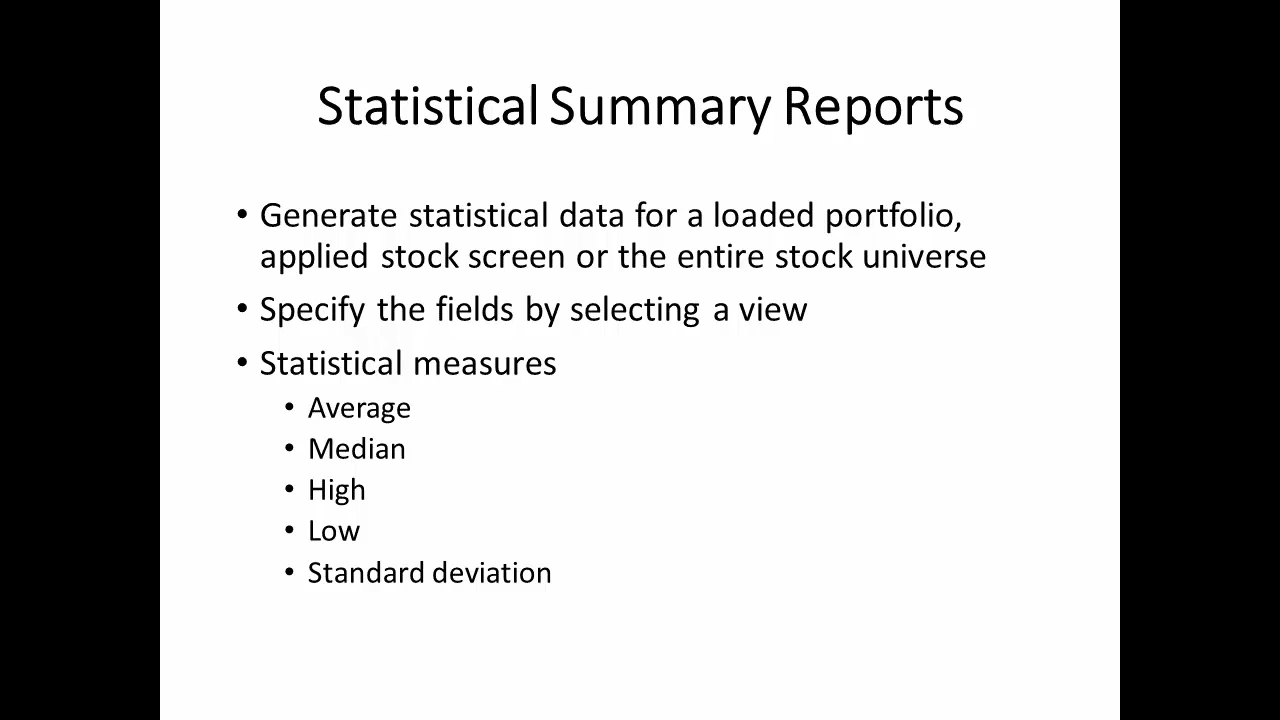 Statistical Summary Reports
• Generate statistical data for a loaded portfolio,
applied stock screen or the entire stock universe
• Specify the fields by selecting a view
• Statistical measures
• Average
• Median
• High
• Low
• Standard deviation